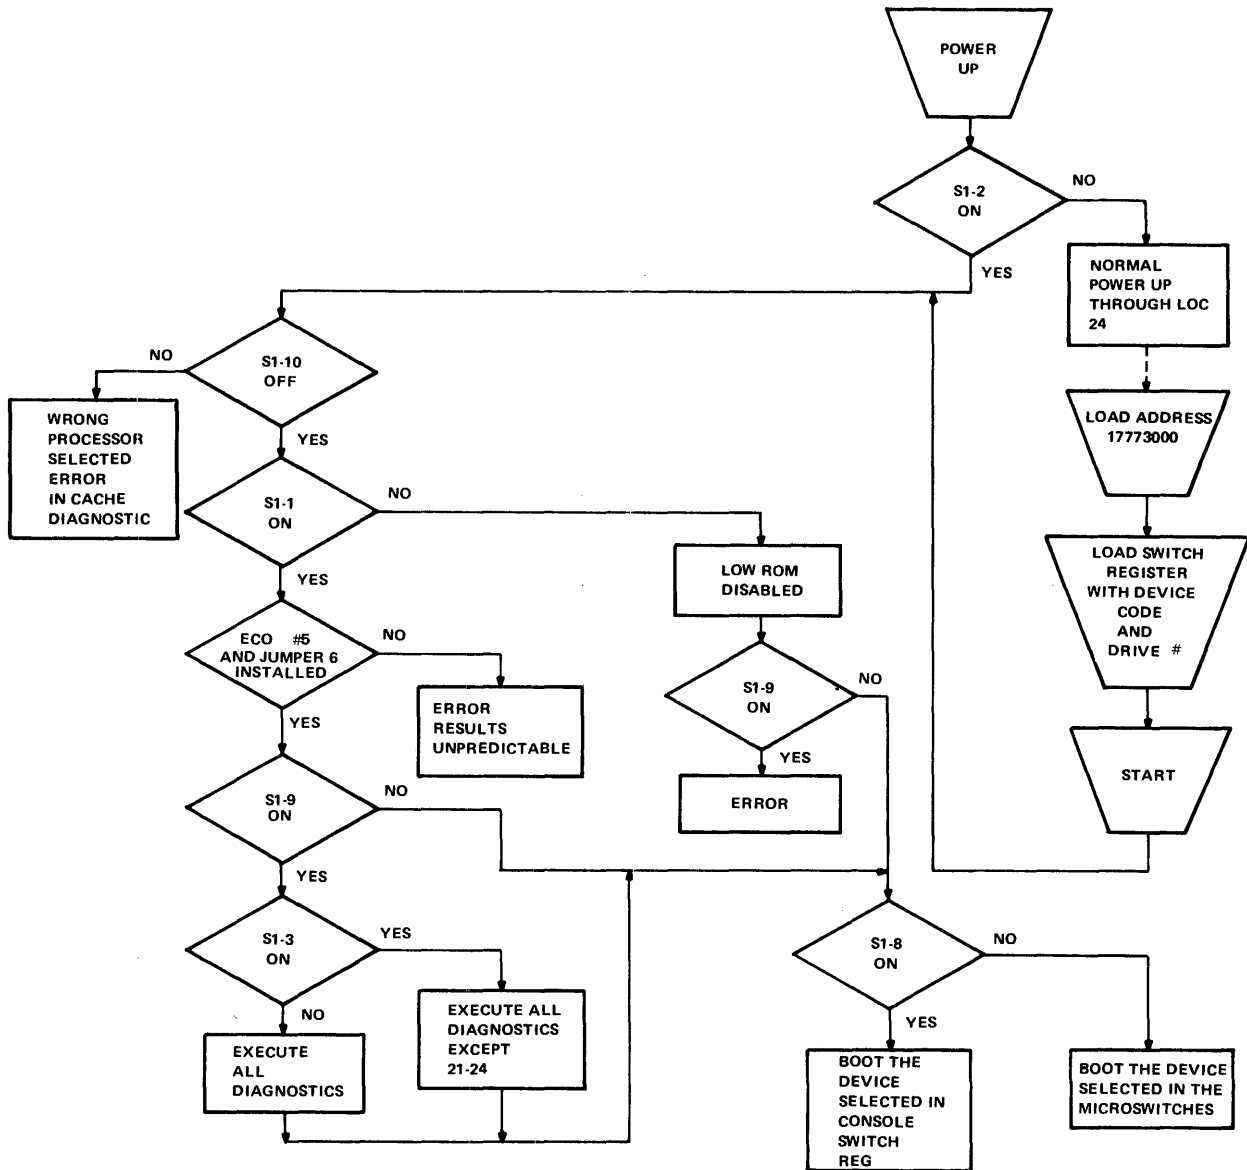 POWER
UP
S1-2
ON
NO
YES
NORMAL
POWER UP
THROUGH LOC
24
LOAD ADDRESS
17773000
LOAD SWITCH
REGISTER
WITH DEVICE
CODE
AND
DRIVE #
START
S1-10
OFF
NO
YES
WRONG
PROCESSOR
SELECTED
ERROR
IN CACHE
DIAGNOSTIC
S1-1
ON
NO
YES
LOW ROM
DISABLED
ECO #5
AND JUMPER 6
INSTALLED
NO
YES
ERROR
RESULTS
UNPREDICTABLE
S1-9
ON
NO
YES
ERROR
S1-9
ON
NO
YES
S1-3
ON
YES
NO
EXECUTE ALL
DIAGNOSTICS
EXCEPT
21-24
EXECUTE
ALL
DIAGNOSTICS
S1-8
ON
NO
YES
BOOT THE
DEVICE
SELECTED IN
CONSOLE
SWITCH
REG
BOOT THE DEVICE
SELECTED IN THE
MICROSWITCHES